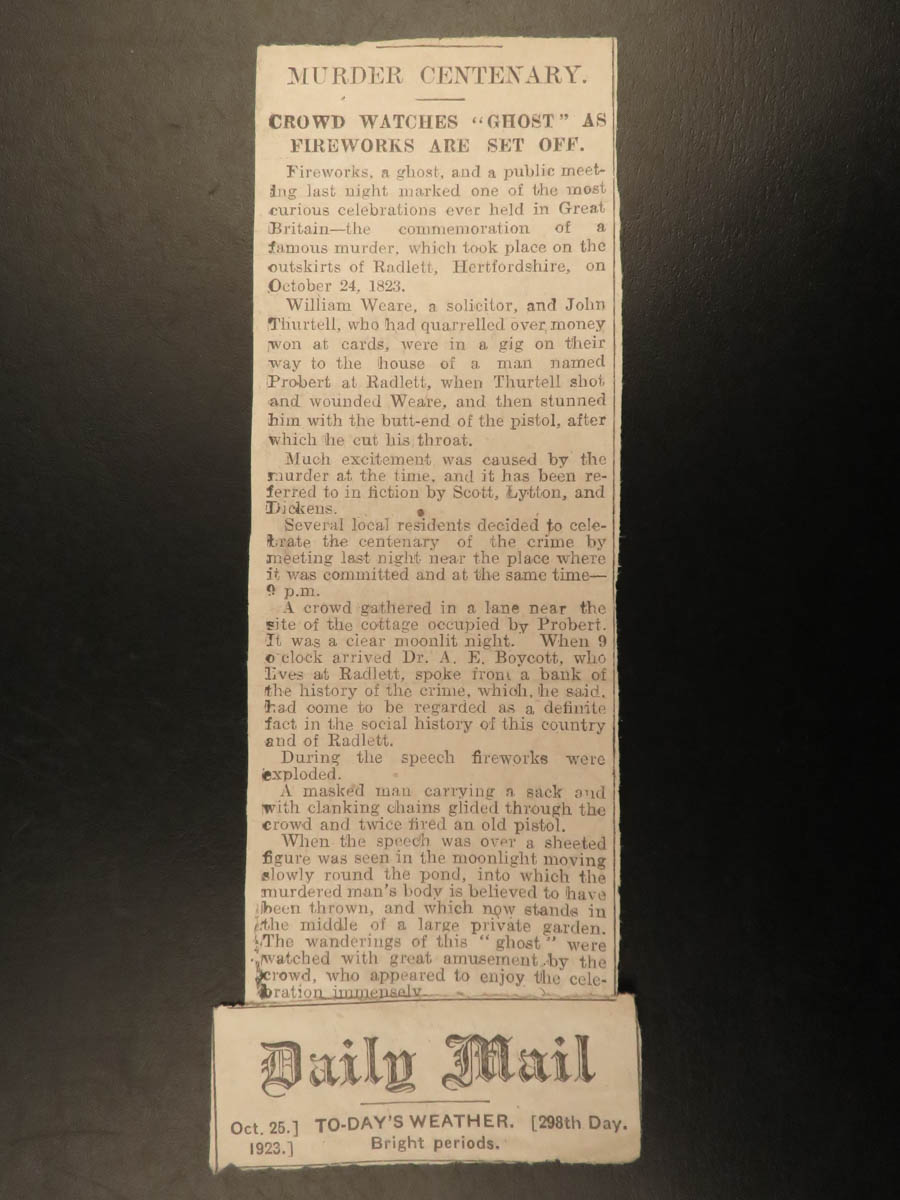 MURDER CENTENARY.
CROWD WATCHES "GHOST" AS
FIREWORKS ARE SET OFF.
Fireworks, a ghost, and a public meet-
ing last night marked one of the most
curious celebrations ever held in Great
Britain—the commemoration of a
famous murder, which took place on the
outskirts of Radlett, Hertfordshire, on
October 24, 1823.
William Weare, a solicitor, and John
Thurtell, who had quarrelled over money
won at cards, were in a gig on their
way to the house of a man named
Probert at Radlett, when Thurtell shot
and wounded Weare, and then stunned
him with the butt-end of the pistol, after
which he cut his throat.
Much excitement was caused by the
murder at the time, and it has been re-
ferred to in fiction by Scott, Lytton, and
Dickens.
Several local residents decided to cele-
brate the centenary of the crime by
meeting last night near the place where
it was committed and at the same time—
9 p.m.
A crowd gathered in a lane near the
site of the cottage occupied by Probert.
It was a clear moonlit night. When 9
o'clock arrived Dr. A. E. Boycott, who
lives at Radlett, spoke from a bank of
the history of the crime, which, he said,
had come to be regarded as a definite
fact in the social history of this country
and of Radlett.
During the speech fireworks were
exploded.
A masked man carrying a sack and
with clanking chains glided through the
crowd and twice fired an old pistol.
When the speech was over a sheeted
figure was seen in the moonlight moving
slowly round the pond, into which the
murdered man's body is believed to have
been thrown, and which now stands in
the middle of a large private garden.
The wanderings of this "ghost" were
watched with great amusement by the
crowd, who appeared to enjoy the cele-
bration immensely
Daily Mail
Oct. 25.] TO-DAY'S WEATHER. [298th Day.
1923.] Bright periods.